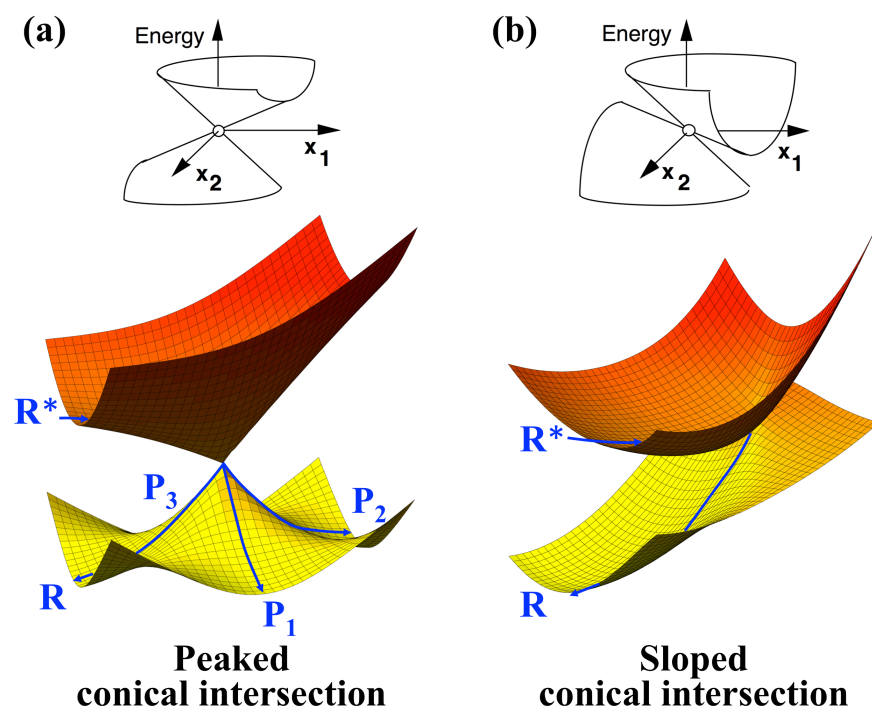 (a)
Energy
x1
x2
R*
P3
P2
R
P1
Peaked
conical intersection
(b)
Energy
x1
x2
R*
R
Sloped
conical intersection